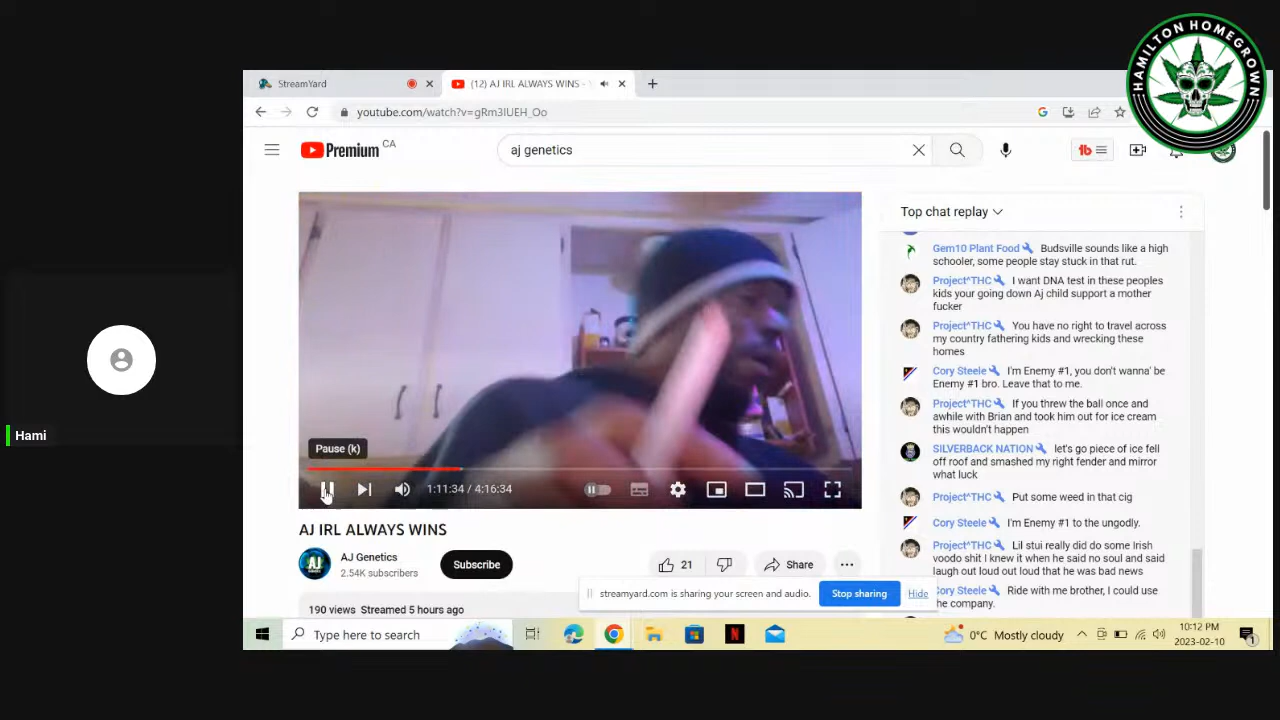 HAMILTON HOMEGROWN
StreamYard
(12) AJ IRL ALWAYS WINS -
youtube.com/watch?v=gRm3lUEH_Oo
Premium CA
aj genetics
Top chat replay
Gem10 Plant Food Budsville sounds like a high
schooler, some people stay stuck in that rut.
Project^THC I want DNA test in these peoples
kids your going down Aj child support a mother
fucker
Project^THC You have no right to travel across
my country fathering kids and wrecking these
homes
Cory Steele I'm Enemy #1, you don't wanna' be
Enemy #1 bro. Leave that to me.
Project^THC If you threw the ball once and
awhile with Brian and took him out for ice cream
this wouldn't happen
SILVERBACK NATION let's go piece of ice fell
off roof and smashed my right fender and mirror
what luck
Project^THC Put some weed in that cig
Cory Steele I'm Enemy #1 to the ungodly.
Project^THC Lil stui really did do some Irish
voodo shit I knew it when he said no soul and said
laugh out loud out loud that he was bad news
Cory Steele Ride with me brother, I could use
he company.
Pause (k)
1:11:34 / 4:16:34
AJ IRL ALWAYS WINS
AJ Genetics
2.54K subscribers
Subscribe
21
Share
190 views Streamed 5 hours ago
streamyard.com is sharing your screen and audio.
Stop sharing
Hide
Hami
Type here to search
0°C Mostly cloudy
10:12 PM
2023-02-10
1